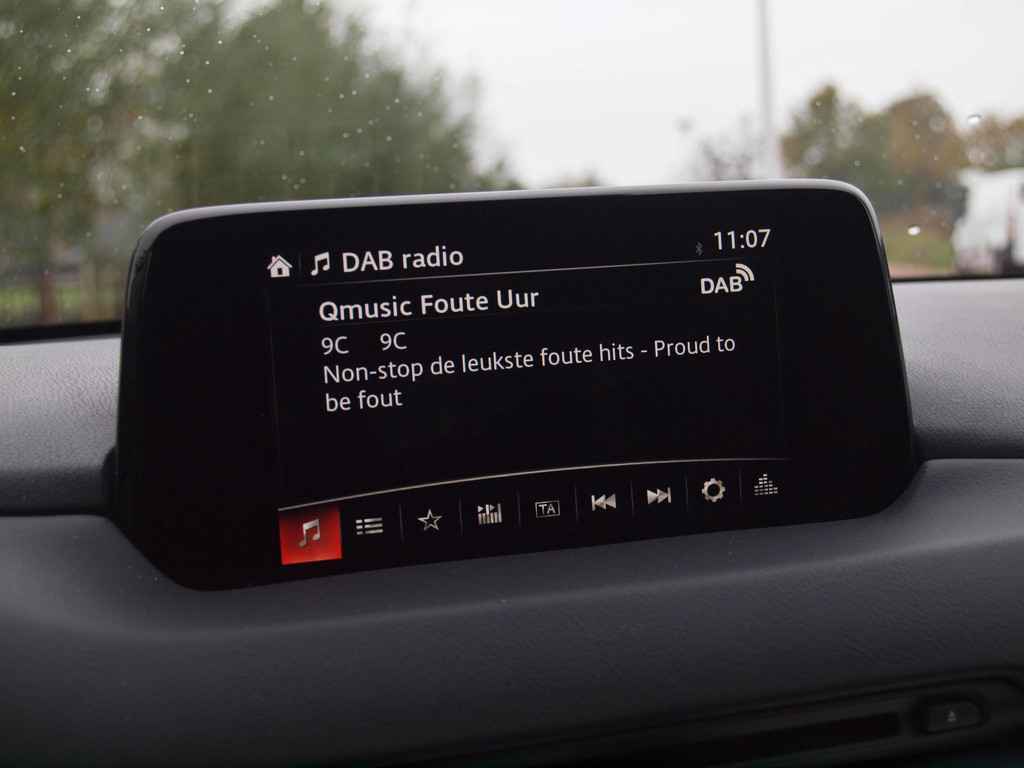 DAB radio 11:07
Qmusic Foute Uur DAB
9C 9C
Non-stop de leukste foute hits - Proud to
be fout
TA